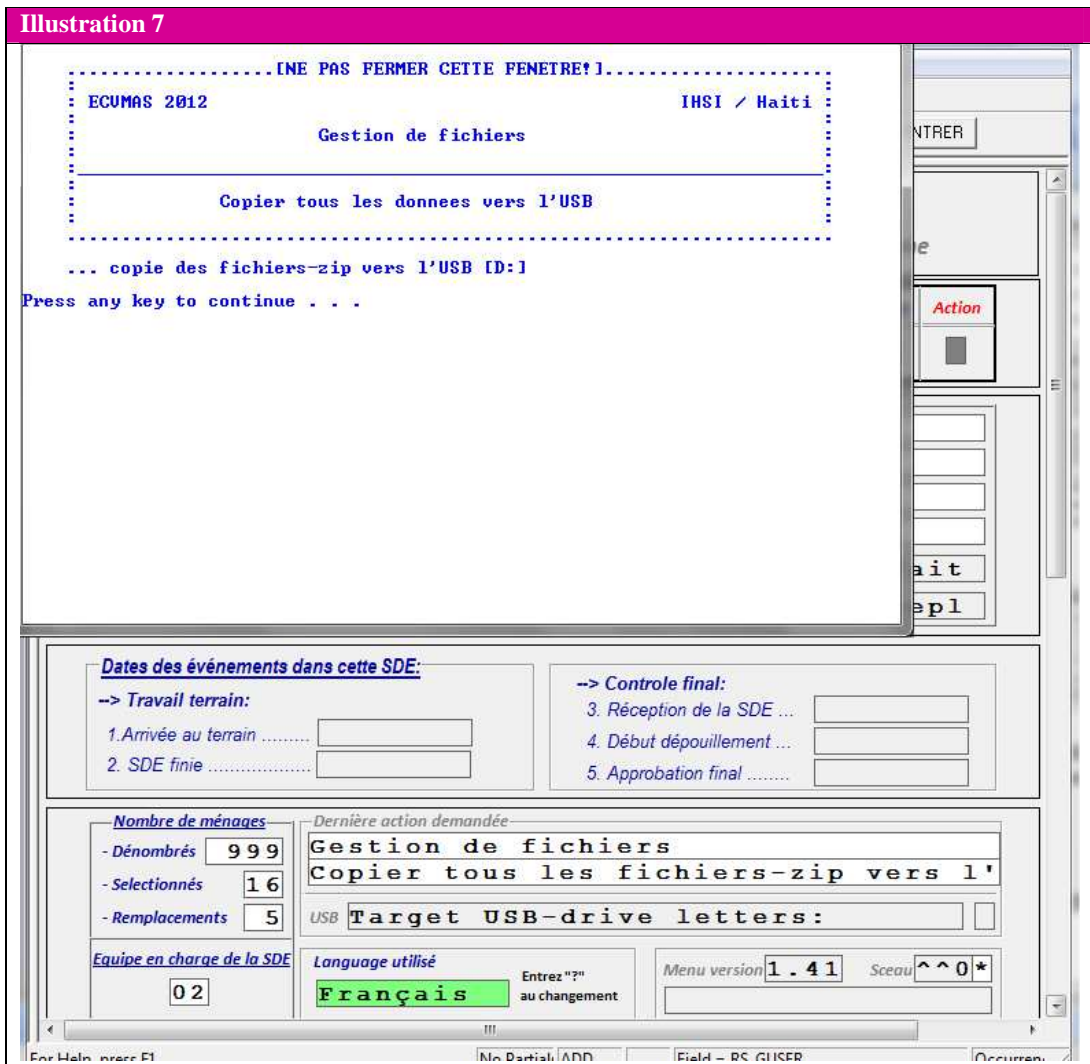 Illustration 7
[NE PAS FERMER CETTE FENETRE!]
ECVMAS 2012 IHSI / Haiti
Gestion de fichiers
Copier tous les donnees vers l'USB
... copie des fichiers-zip vers l'USB [D:]
Press any key to continue . . .
NTRER
e
Action
ait
epl
Dates des événements dans cette SDE:
--> Travail terrain:
1.Arrivée au terrain .........
2. SDE finie ...................
--> Controle final:
3. Réception de la SDE ...
4. Début dépouillement ...
5. Approbation final ........
Nombre de ménages
- Dénombrés 999
- Selectionnés 16
- Remplacements 5
Dernière action demandée
Gestion de fichiers
Copier tous les fichiers-zip vers l'
USB Target USB-drive letters:
Equipe en charge de la SDE
02
Language utilisé
Français
Entrez "?"
au changement
Menu version 1.41 Sceau ^^0*
For Help, press F1 No Partial ADD Field = RS_GUSER Occurren